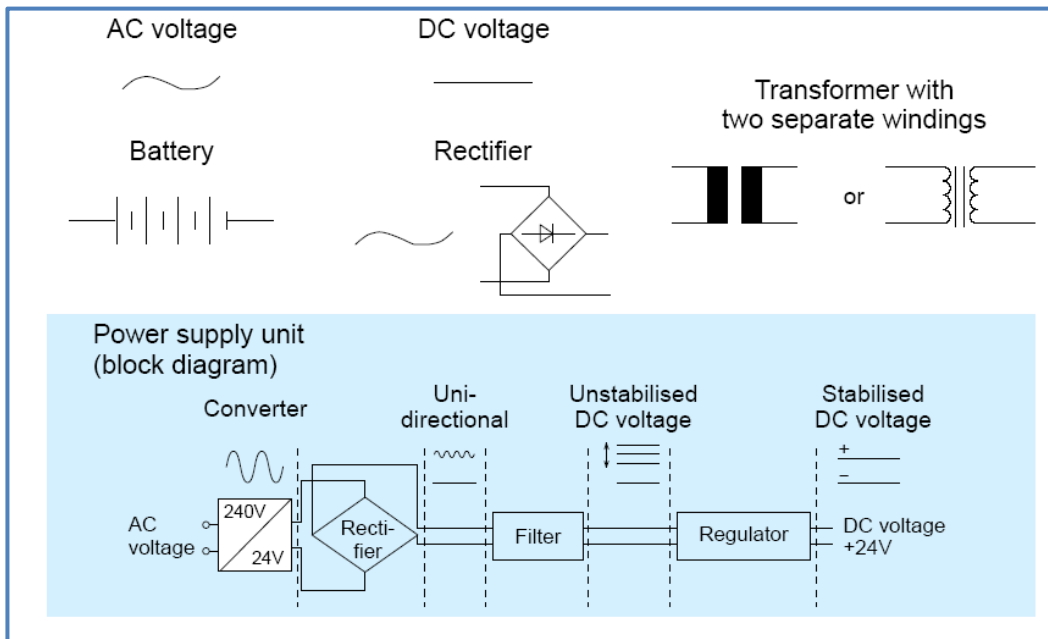 AC voltage
DC voltage
Transformer with
two separate windings
Battery
Rectifier
or
Power supply unit
(block diagram)
Converter
Uni-
directional
Unstabilised
DC voltage
Stabilised
DC voltage
+
−
AC
voltage
240V
24V
Recti-
fier
Filter
Regulator
DC voltage
+24V